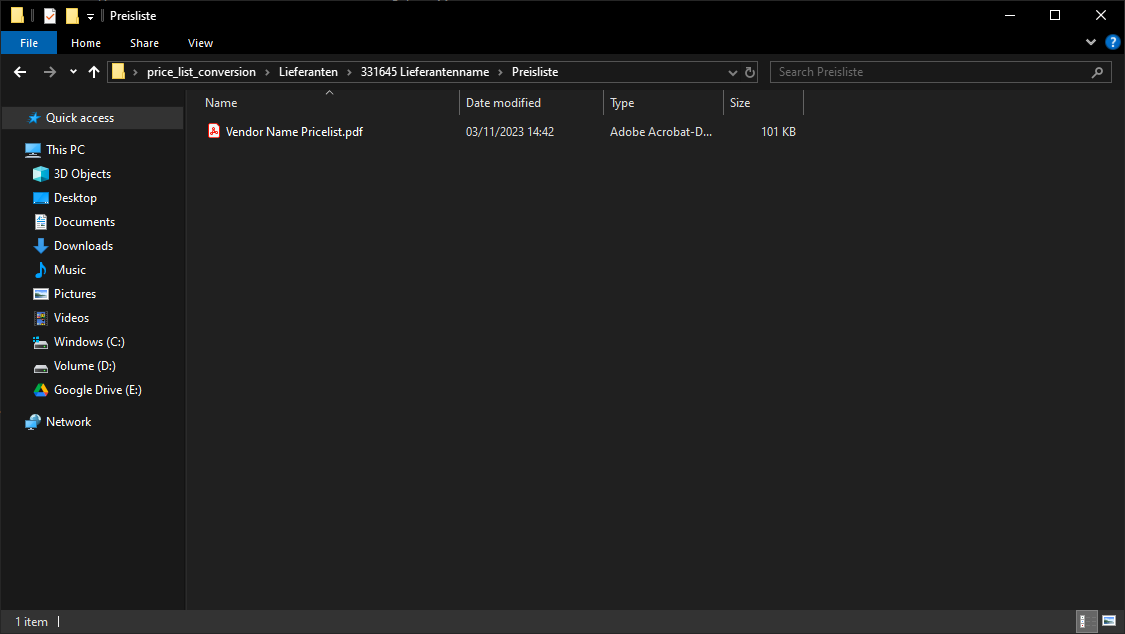 Preisliste
File Home Share View
price_list_conversion › Lieferanten › 331645 Lieferantenname › Preisliste
Search Preisliste
Name Date modified Type Size
Vendor Name Pricelist.pdf 03/11/2023 14:42 Adobe Acrobat-D... 101 KB
Quick access
This PC
3D Objects
Desktop
Documents
Downloads
Music
Pictures
Videos
Windows (C:)
Volume (D:)
Google Drive (E:)
Network
1 item